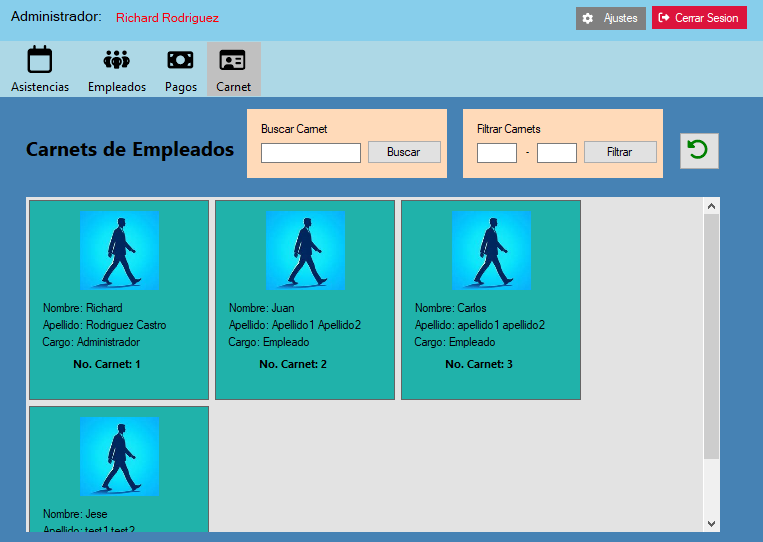 Administrador: Richard Rodriguez
Ajustes
Cerrar Sesion
Asistencias
Empleados
Pagos
Carnet
Carnets de Empleados
Buscar Carnet
Buscar
Filtrar Carnets
-
Filtrar
Nombre: Richard
Apellido: Rodriguez Castro
Cargo: Administrador
No. Carnet: 1
Nombre: Juan
Apellido: Apellido1 Apellido2
Cargo: Empleado
No. Carnet: 2
Nombre: Carlos
Apellido: apellido1 apellido2
Cargo: Empleado
No. Carnet: 3
Nombre: Jese
Apellido: test1 test2